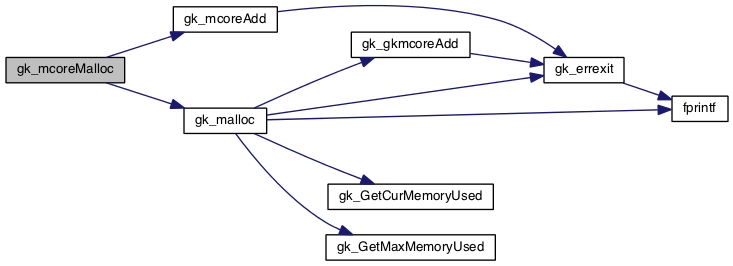 gk_mcoreAdd
gk_gkmcoreAdd
gk_mcoreMalloc
gk_errexit
fprintf
gk_malloc
gk_GetCurMemoryUsed
gk_GetMaxMemoryUsed